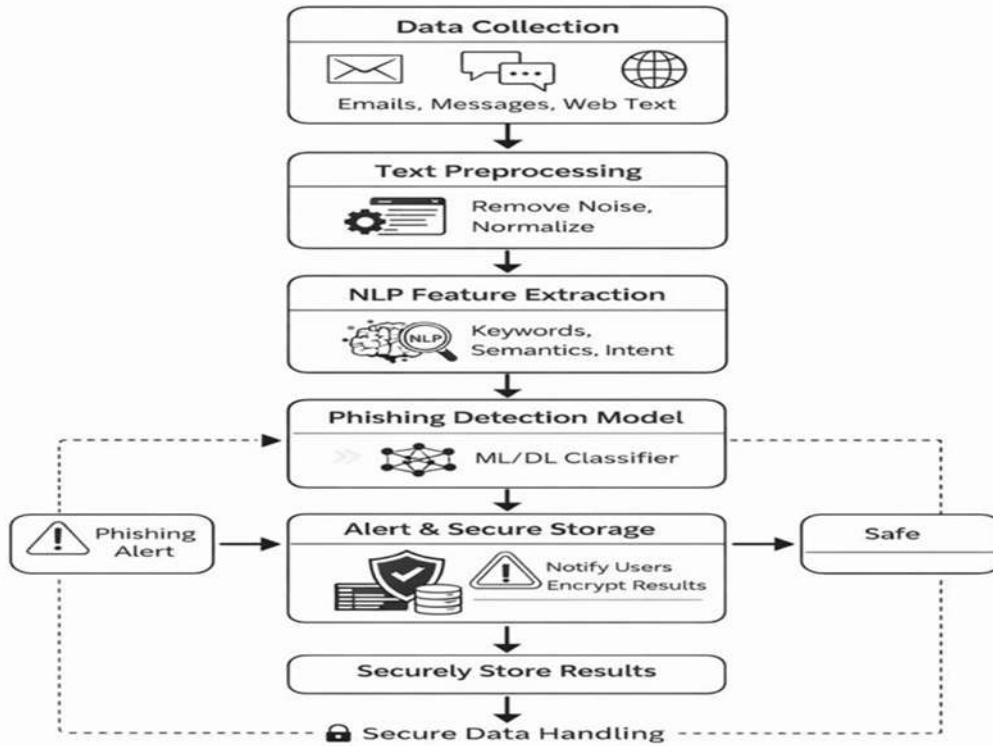 Data Collection
Emails, Messages, Web Text
Text Preprocessing
Remove Noise,
Normalize
NLP Feature Extraction
NLP
Keywords,
Semantics, Intent
Phishing Detection Model
ML/DL Classifier
Phishing
Alert
Alert & Secure Storage
Notify Users
Encrypt Results
Safe
Securely Store Results
Secure Data Handling